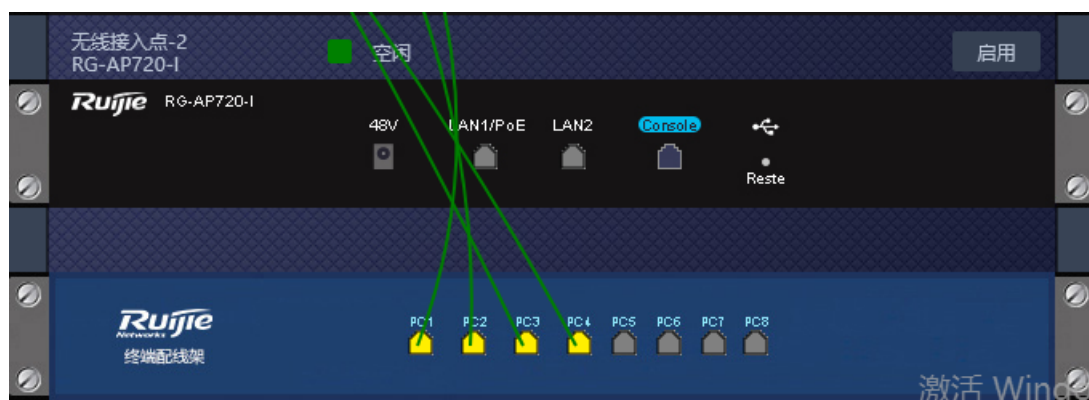 无线接入点-2
RG-AP720-I
空闲
启用
Ruijie RG-AP720-I
48V LAN1/PoE LAN2 Console
Reste
Ruijie
Networks
终端配线架
PC1 PC2 PC3 PC4 PC5 PC6 PC7 PC8
激活 Windo